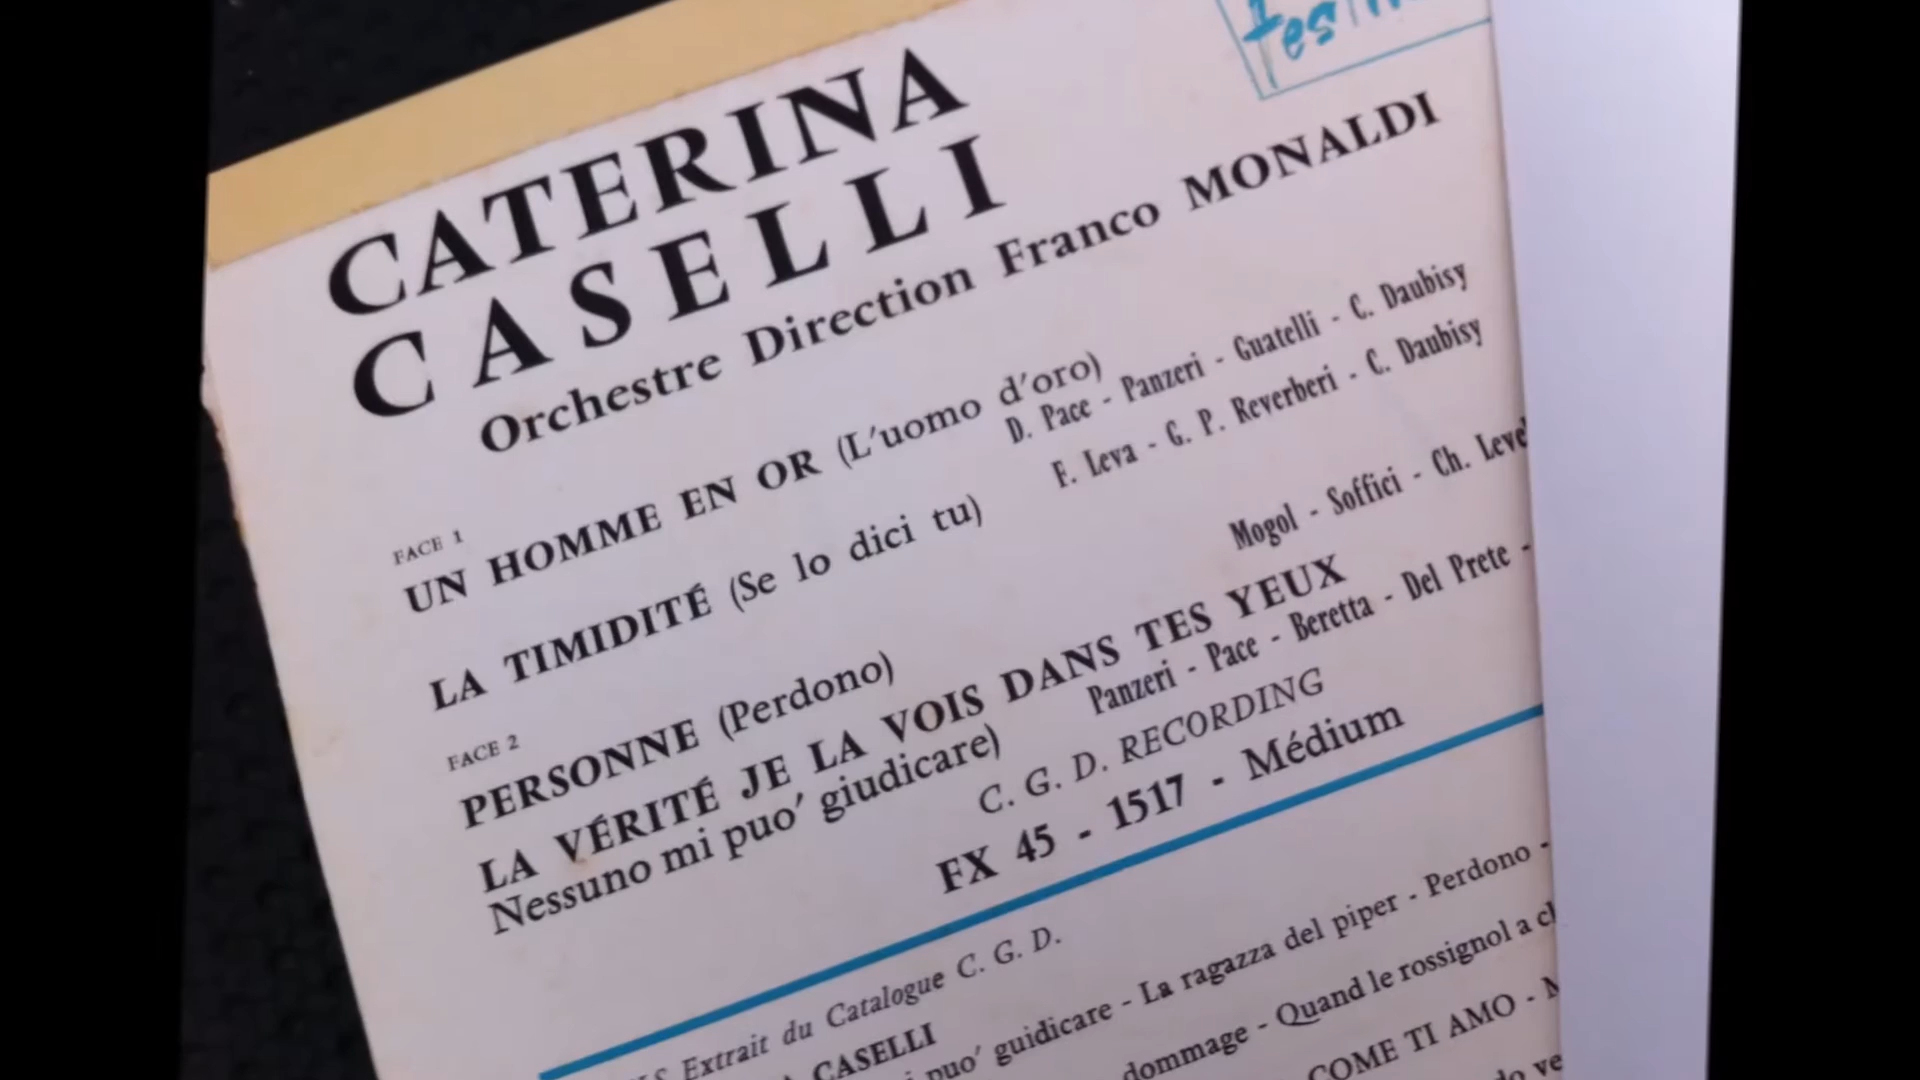 CATERINA
CASELLI
Orchestre Direction Franco MONALDI
FACE 1
UN HOMME EN OR (L'uomo d'oro)
D. Pace - Panzeri - Guatelli - C. Daubisy
LA TIMIDITÉ (Se lo dici tu)
F. Leva - G. P. Reverberi - C. Daubisy
FACE 2
PERSONNE (Perdono)
Mogol - Soffici - Ch. Level
LA VÉRITÉ JE LA VOIS DANS TES YEUX
Nessuno mi puo' giudicare)
Panzeri - Pace - Beretta - Del Prete -
C. G. D. RECORDING
FX 45 - 1517 - Médium
Extrait du Catalogue C. G. D.
CASELLI
puo' guidicare - La ragazza del piper - Perdono -
dommage - Quand le rossignol a
COME TI AMO -